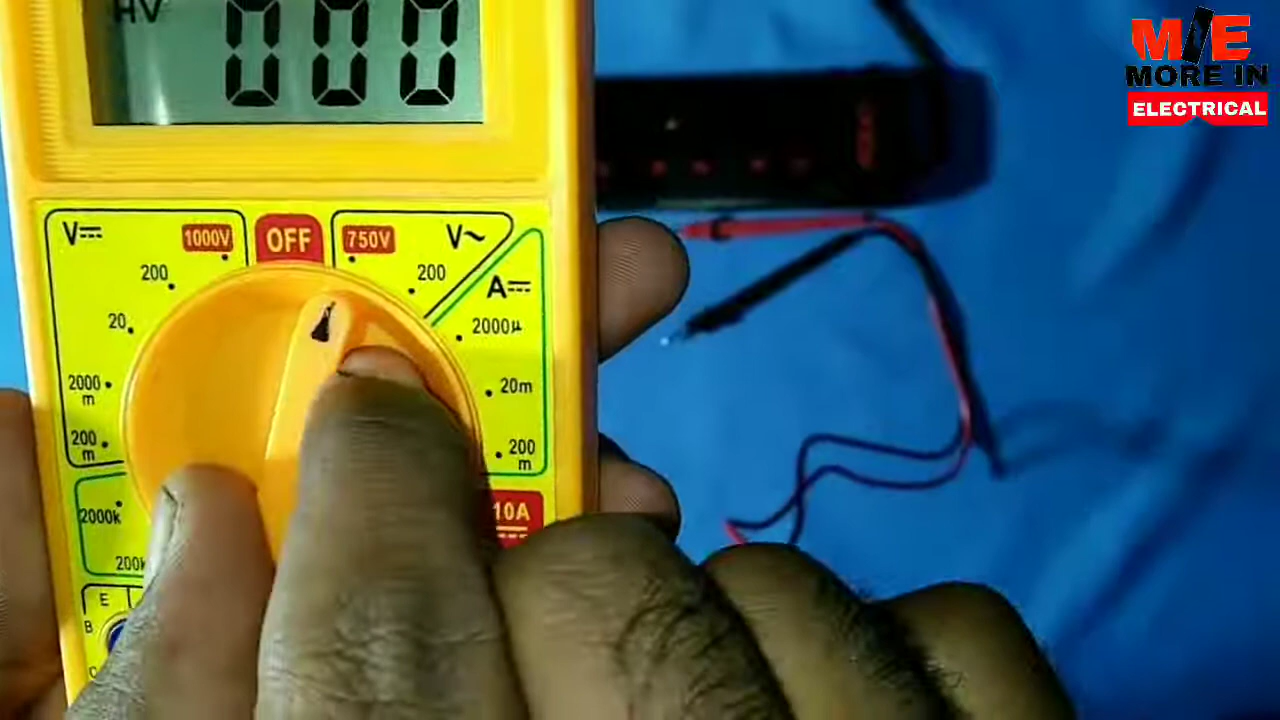 HV 000
M/E
MORE IN
ELECTRICAL
V⎓ 1000V OFF 750V V~
200 200
A⎓
20 2000µ
2000
m
20m
200
m
200
m
2000k
10A
200k
E
B
C